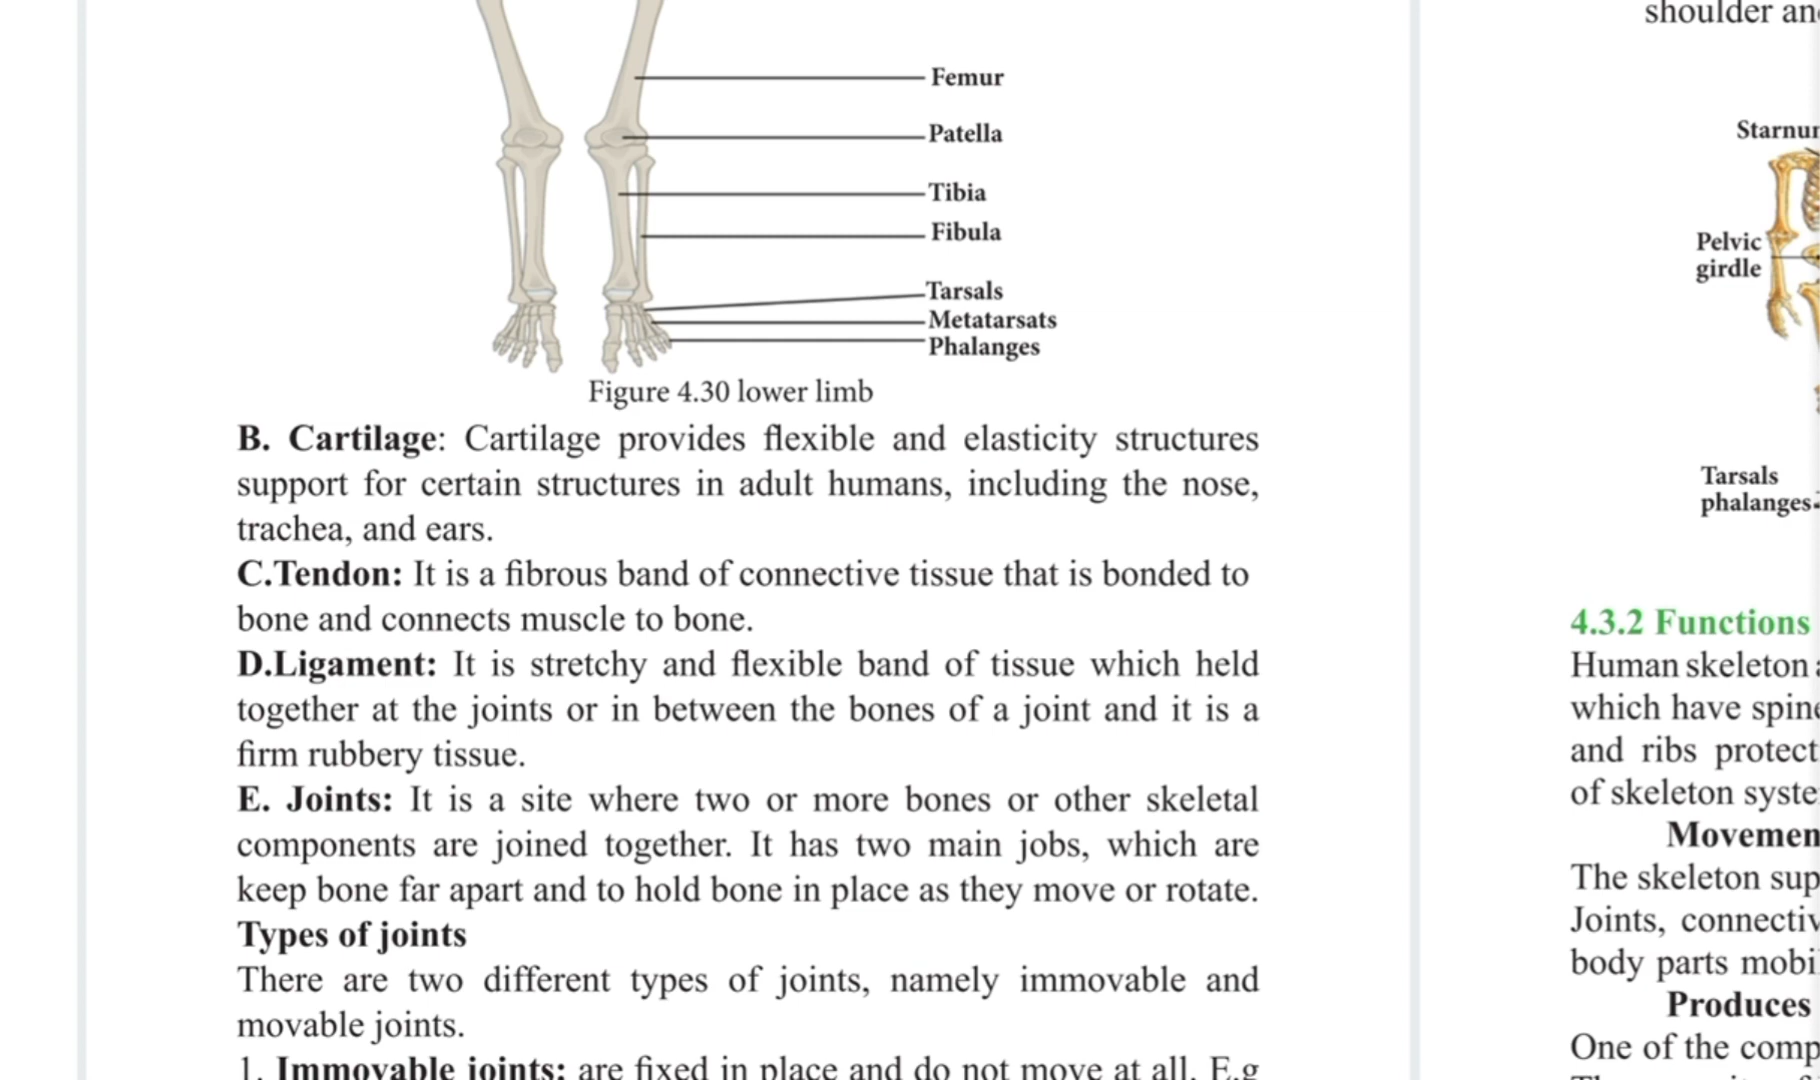 Femur
Patella
Tibia
Fibula
Tarsals
Metatarsats
Phalanges
Figure 4.30 lower limb
B. Cartilage: Cartilage provides flexible and elasticity structures
support for certain structures in adult humans, including the nose,
trachea, and ears.
C.Tendon: It is a fibrous band of connective tissue that is bonded to
bone and connects muscle to bone.
D.Ligament: It is stretchy and flexible band of tissue which held
together at the joints or in between the bones of a joint and it is a
firm rubbery tissue.
E. Joints: It is a site where two or more bones or other skeletal
components are joined together. It has two main jobs, which are
keep bone far apart and to hold bone in place as they move or rotate.
Types of joints
There are two different types of joints, namely immovable and
movable joints.
1. Immovable joints: are fixed in place and do not move at all. E.g
shoulder
Pelvic
girdle
Tarsals
phalanges
4.3.2 Functions
Human skeleton
which have
and ribs protect
of skeleton
The skeleton
Joints,
body parts
Produces
One of the